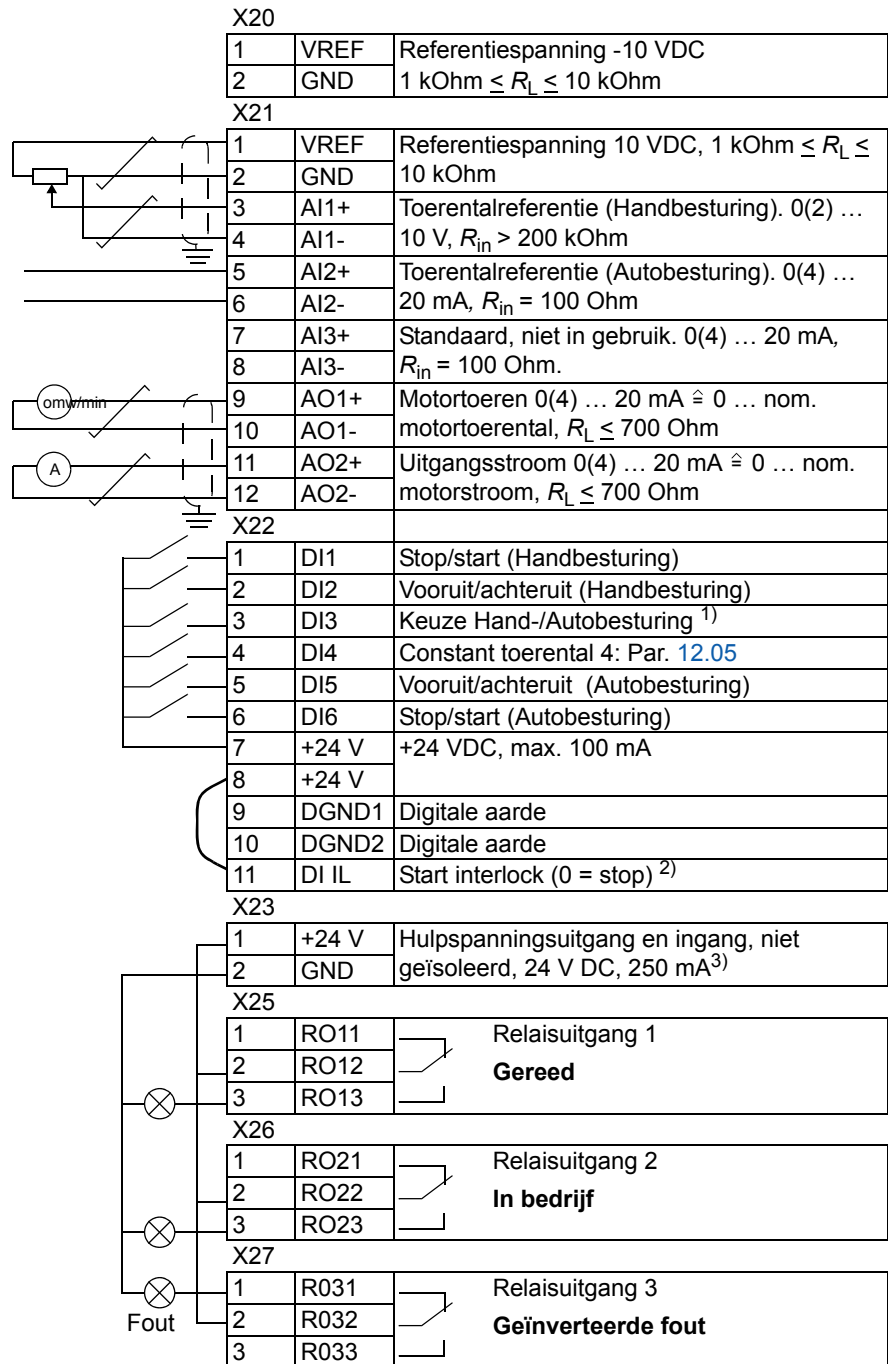 X20
1 VREF Referentiespanning -10 VDC
2 GND 1 kOhm ≤ RL ≤ 10 kOhm
X21
1 VREF Referentiespanning 10 VDC, 1 kOhm ≤ RL ≤
2 GND 10 kOhm
3 AI1+ Toerentalreferentie (Handbesturing). 0(2) …
4 AI1- 10 V, Rin > 200 kOhm
5 AI2+ Toerentalreferentie (Autobesturing). 0(4) …
6 AI2- 20 mA, Rin = 100 Ohm
7 AI3+ Standaard, niet in gebruik. 0(4) … 20 mA,
8 AI3- Rin = 100 Ohm.
omw/min 9 AO1+ Motortoeren 0(4) … 20 mA ≙ 0 … nom.
10 AO1- motortoerental, RL ≤ 700 Ohm
A 11 AO2+ Uitgangsstroom 0(4) … 20 mA ≙ 0 … nom.
12 AO2- motorstroom, RL ≤ 700 Ohm
X22
1 DI1 Stop/start (Handbesturing)
2 DI2 Vooruit/achteruit (Handbesturing)
3 DI3 Keuze Hand-/Autobesturing 1)
4 DI4 Constant toerental 4: Par. 12.05
5 DI5 Vooruit/achteruit (Autobesturing)
6 DI6 Stop/start (Autobesturing)
7 +24 V +24 VDC, max. 100 mA
8 +24 V
9 DGND1 Digitale aarde
10 DGND2 Digitale aarde
11 DI IL Start interlock (0 = stop) 2)
X23
1 +24 V Hulpspanningsuitgang en ingang, niet
2 GND geïsoleerd, 24 V DC, 250 mA3)
X25
1 RO11 Relaisuitgang 1
2 RO12 Gereed
3 RO13
X26
1 RO21 Relaisuitgang 2
2 RO22 In bedrijf
3 RO23
X27
1 R031 Relaisuitgang 3
Fout 2 R032 Geïnverteerde fout
3 R033